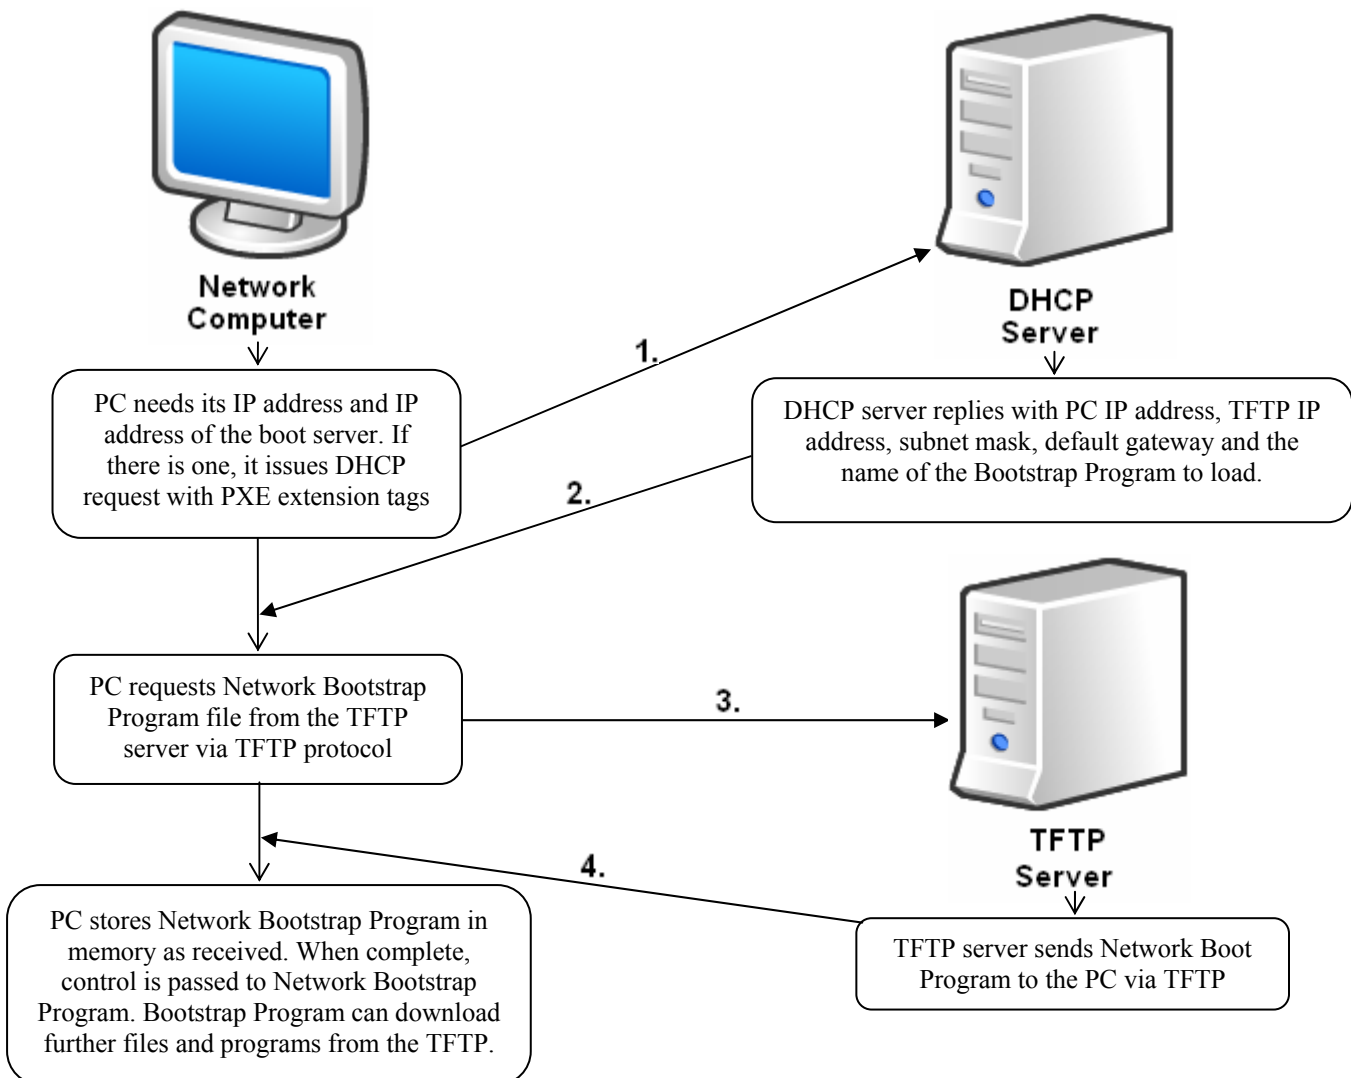 Network
Computer
DHCP
Server
1.
PC needs its IP address and IP
address of the boot server. If
there is one, it issues DHCP
request with PXE extension tags
DHCP server replies with PC IP address, TFTP IP
address, subnet mask, default gateway and the
name of the Bootstrap Program to load.
2.
PC requests Network Bootstrap
Program file from the TFTP
server via TFTP protocol
3.
TFTP
Server
4.
PC stores Network Bootstrap Program in
memory as received. When complete,
control is passed to Network Bootstrap
Program. Bootstrap Program can download
further files and programs from the TFTP.
TFTP server sends Network Boot
Program to the PC via TFTP